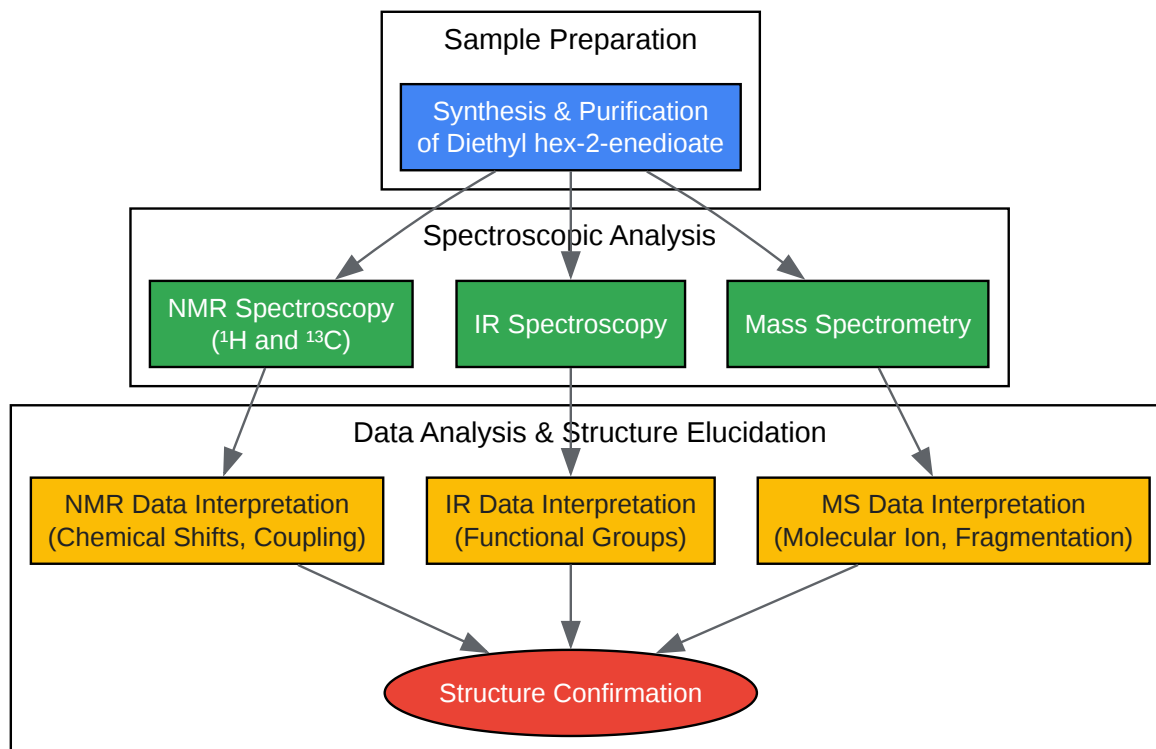 Sample Preparation
Synthesis & Purification
of Diethyl hex-2-enedioate
Spectroscopic Analysis
NMR Spectroscopy
(¹H and ¹³C)
IR Spectroscopy
Mass Spectrometry
Data Analysis & Structure Elucidation
NMR Data Interpretation
(Chemical Shifts, Coupling)
IR Data Interpretation
(Functional Groups)
MS Data Interpretation
(Molecular Ion, Fragmentation)
Structure Confirmation